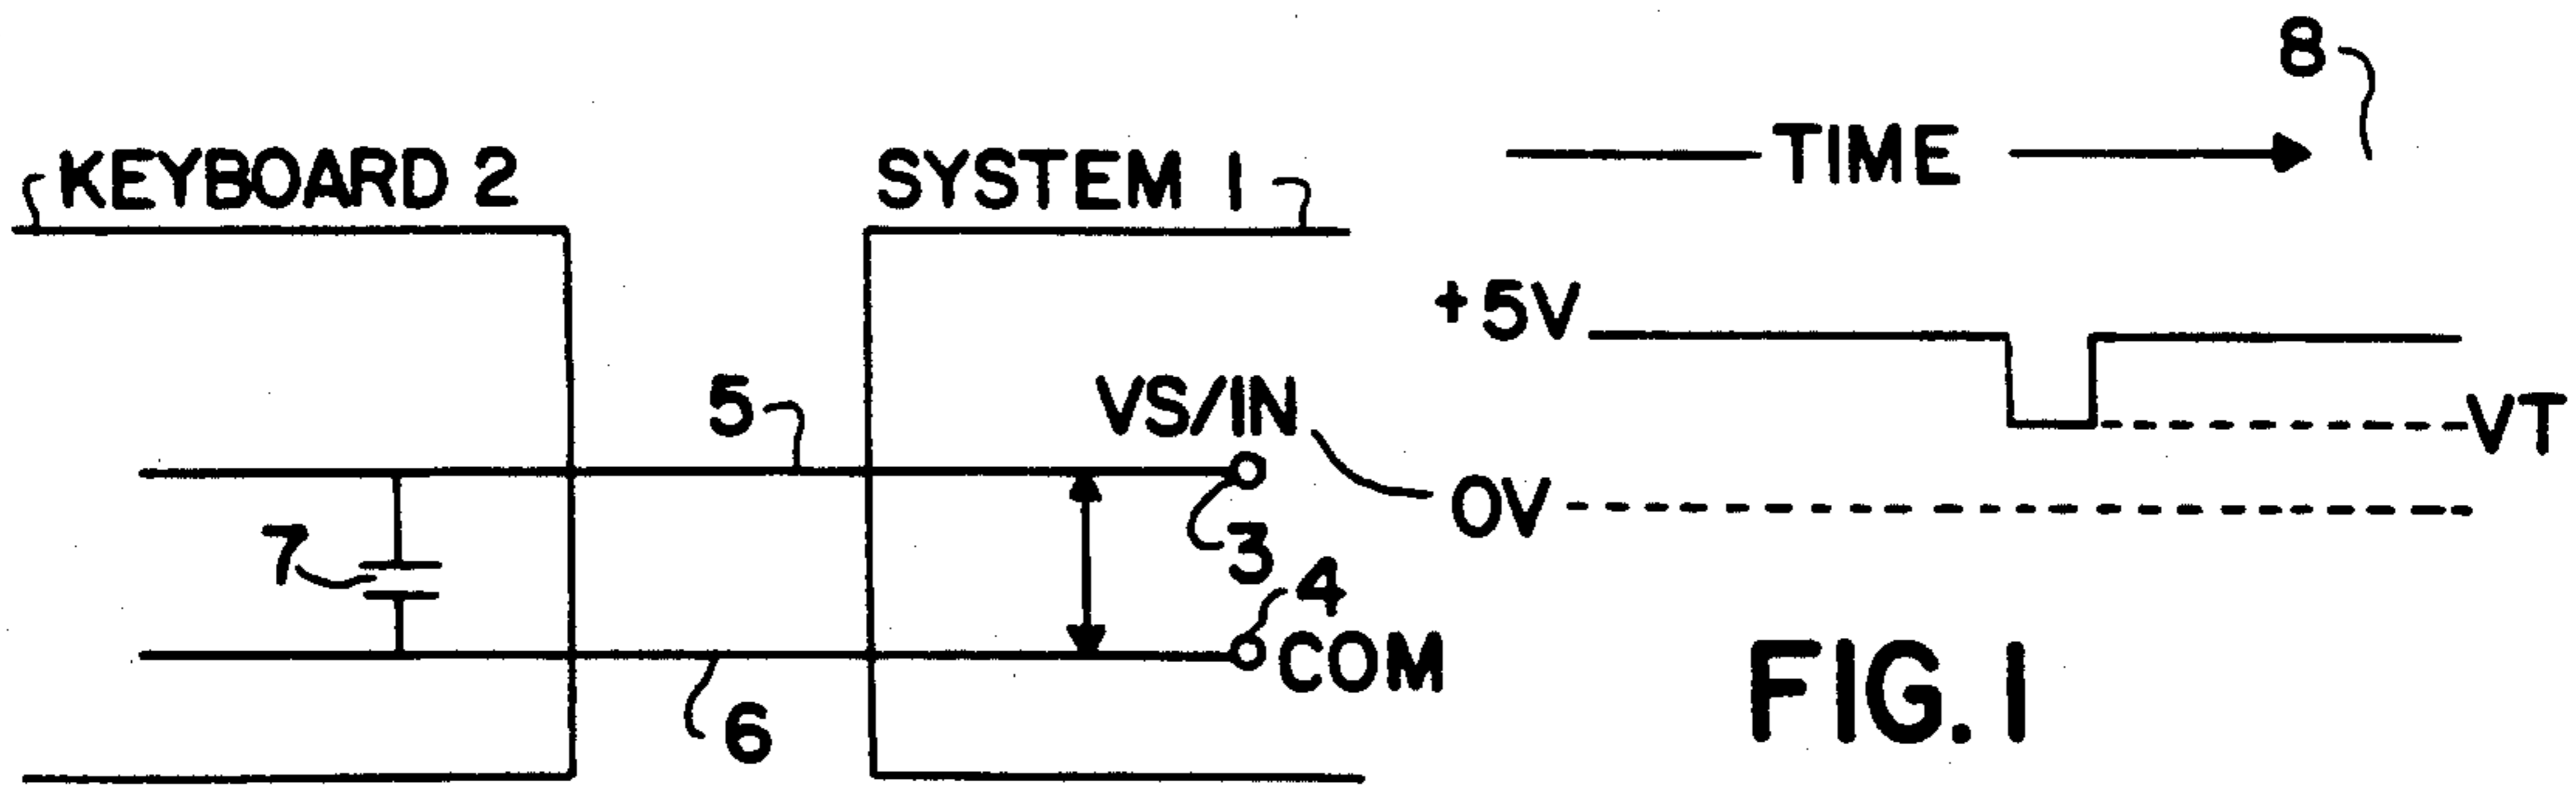 8
TIME
KEYBOARD 2
SYSTEM 1
+5V
5
VS/IN
VT
0V
7
3
4
COM
6
FIG. 1